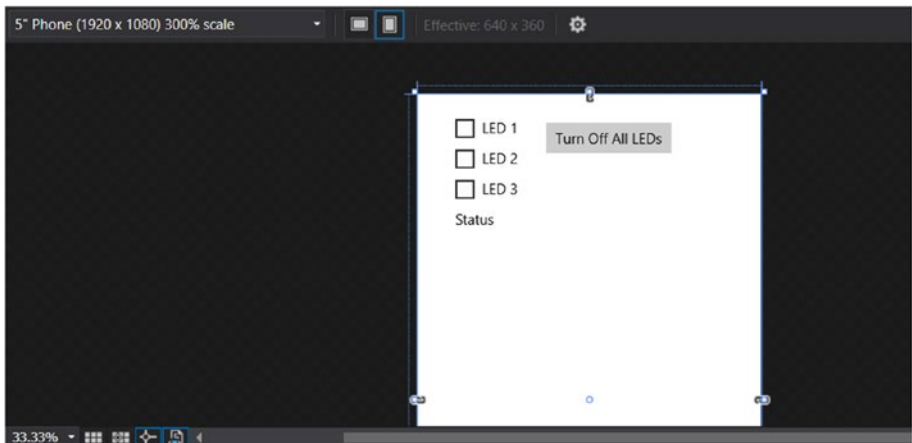 5" Phone (1920 x 1080) 300% scale
Effective: 640 x 360
LED 1
Turn Off All LEDs
LED 2
LED 3
Status
33.33%